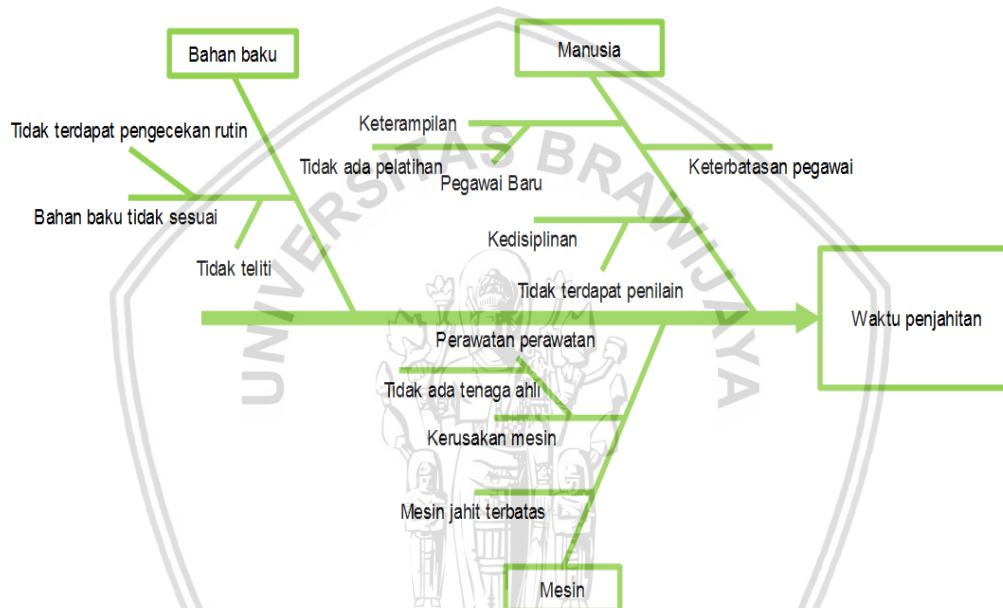 Bahan baku
Manusia
Tidak terdapat pengecekan rutin
Bahan baku tidak sesuai
Tidak teliti
Keterampilan
Tidak ada pelatihan
Pegawai Baru
Keterbatasan pegawai
Kedisiplinan
Tidak terdapat penilain
Waktu penjahitan
Perawatan perawatan
Tidak ada tenaga ahli
Kerusakan mesin
Mesin jahit terbatas
Mesin
UNIVERSITAS BRAWIJAYA